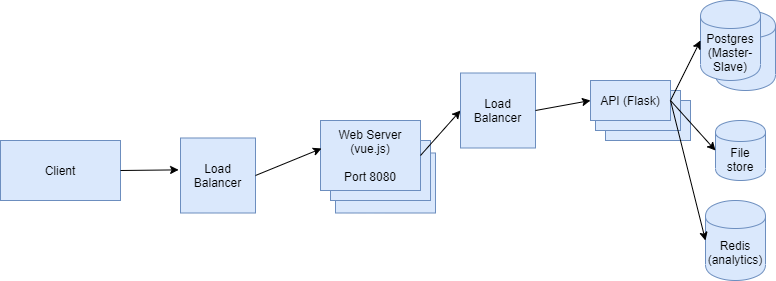 Client
Load
Balancer
Web Server
(vue.js)
Port 8080
Load
Balancer
API (Flask)
Postgres
(Master-
Slave)
File
store
Redis
(analytics)